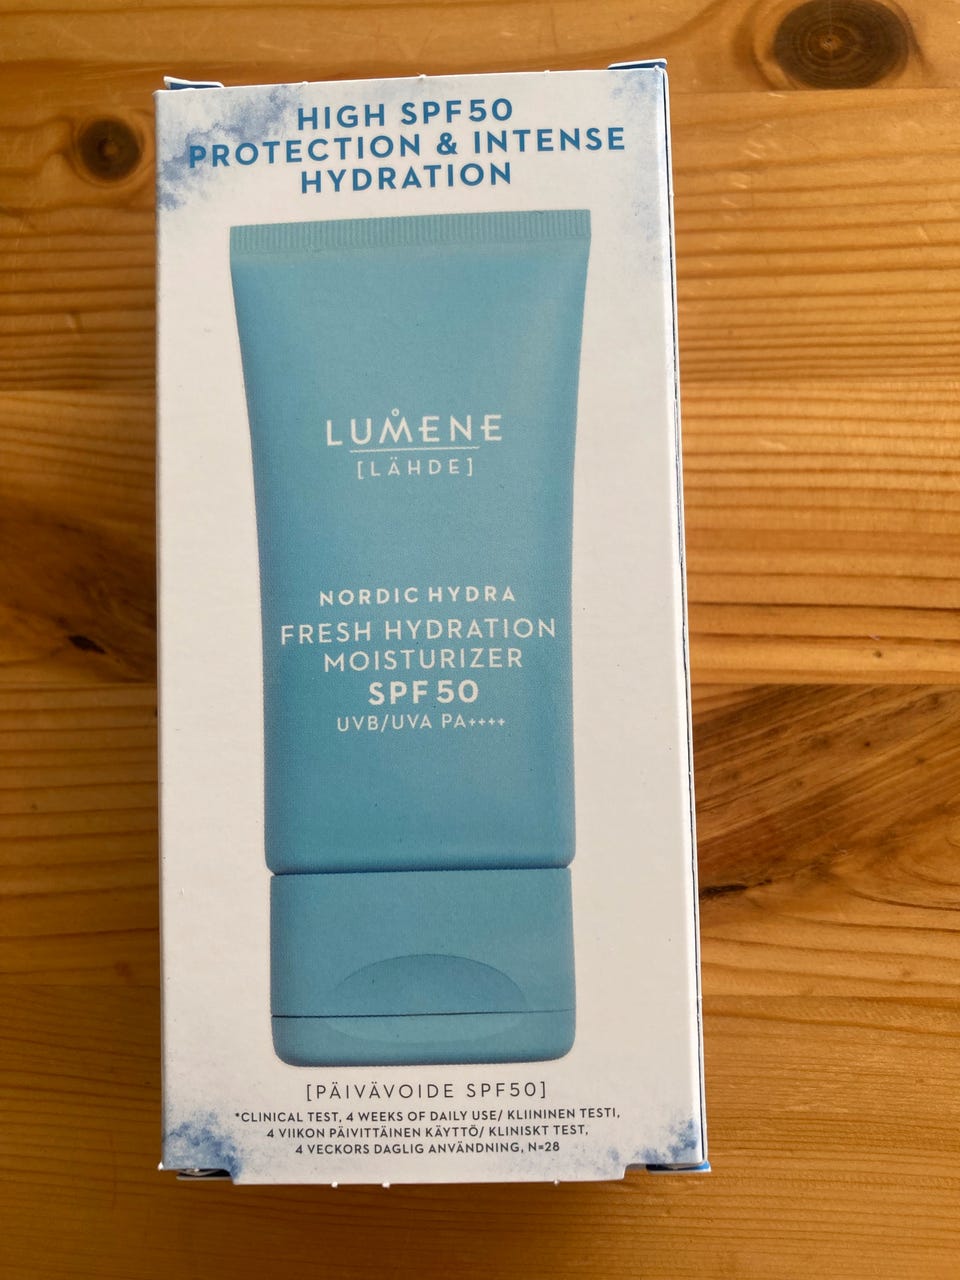 HIGH SPF50
PROTECTION & INTENSE
HYDRATION
LUMENE
[LÄHDE]
NORDIC HYDRA
FRESH HYDRATION
MOISTURIZER
SPF50
UVB/UVA PA++++
[PÄIVÄVOIDE SPF50]
*CLINICAL TEST, 4 WEEKS OF DAILY USE/ KLIININEN TESTI,
4 VIIKON PÄIVITTÄINEN KÄYTTÖ/ KLINISKT TEST,
4 VECKORS DAGLIG ANVÄNDNING, N=28